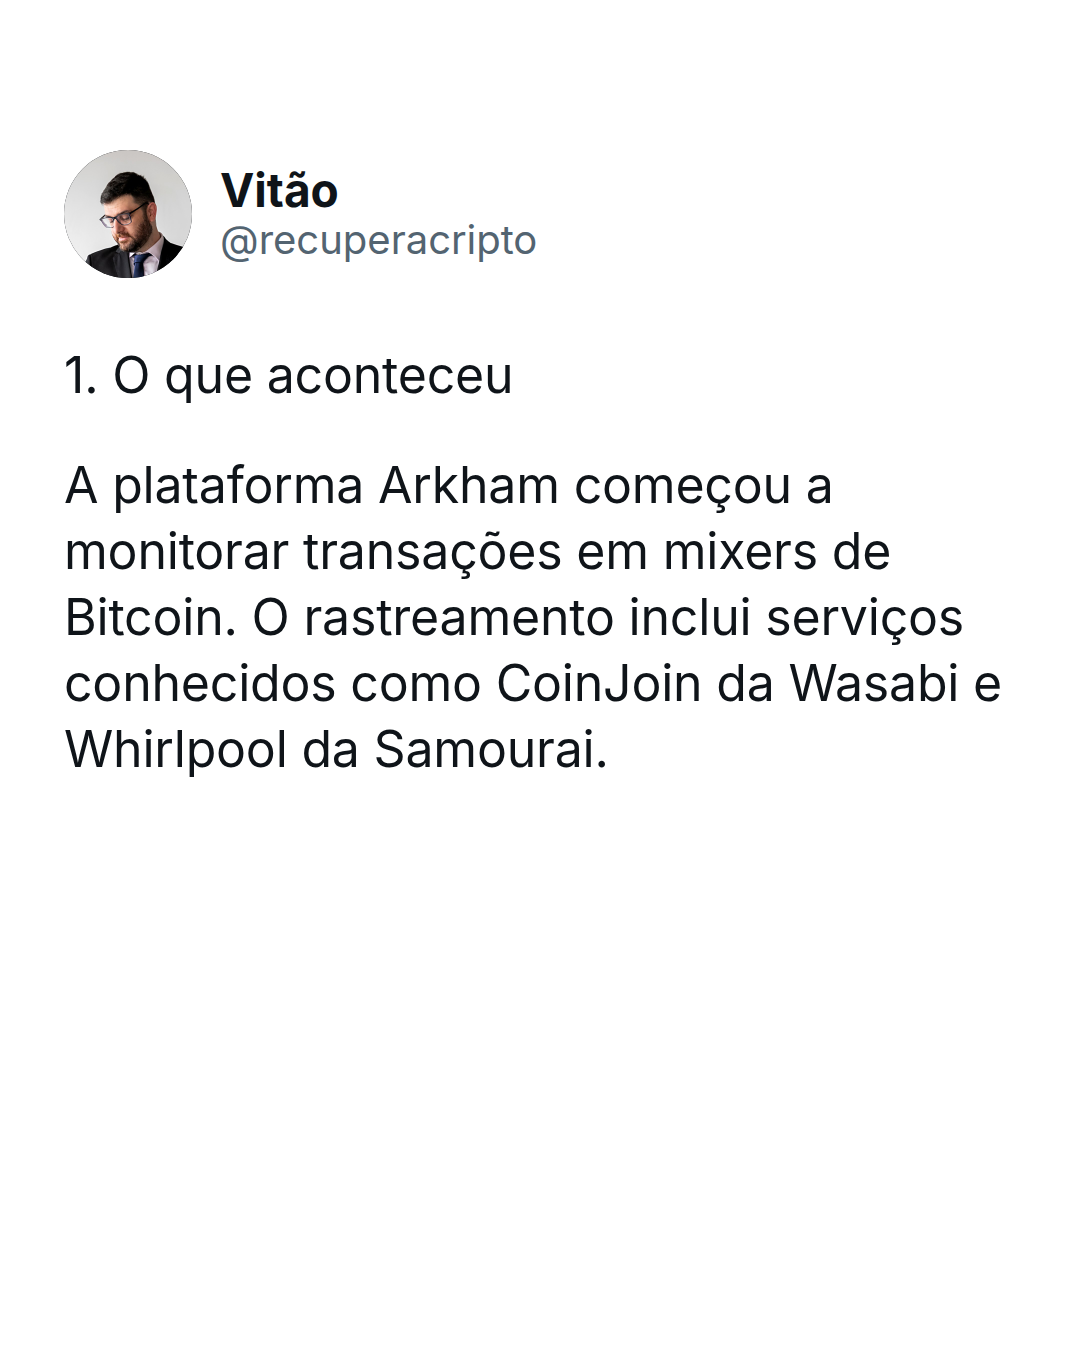 Vitão
@recuperacripto
1. O que aconteceu
A plataforma Arkham começou a
monitorar transações em mixers de
Bitcoin. O rastreamento inclui serviços
conhecidos como CoinJoin da Wasabi e
Whirlpool da Samourai.